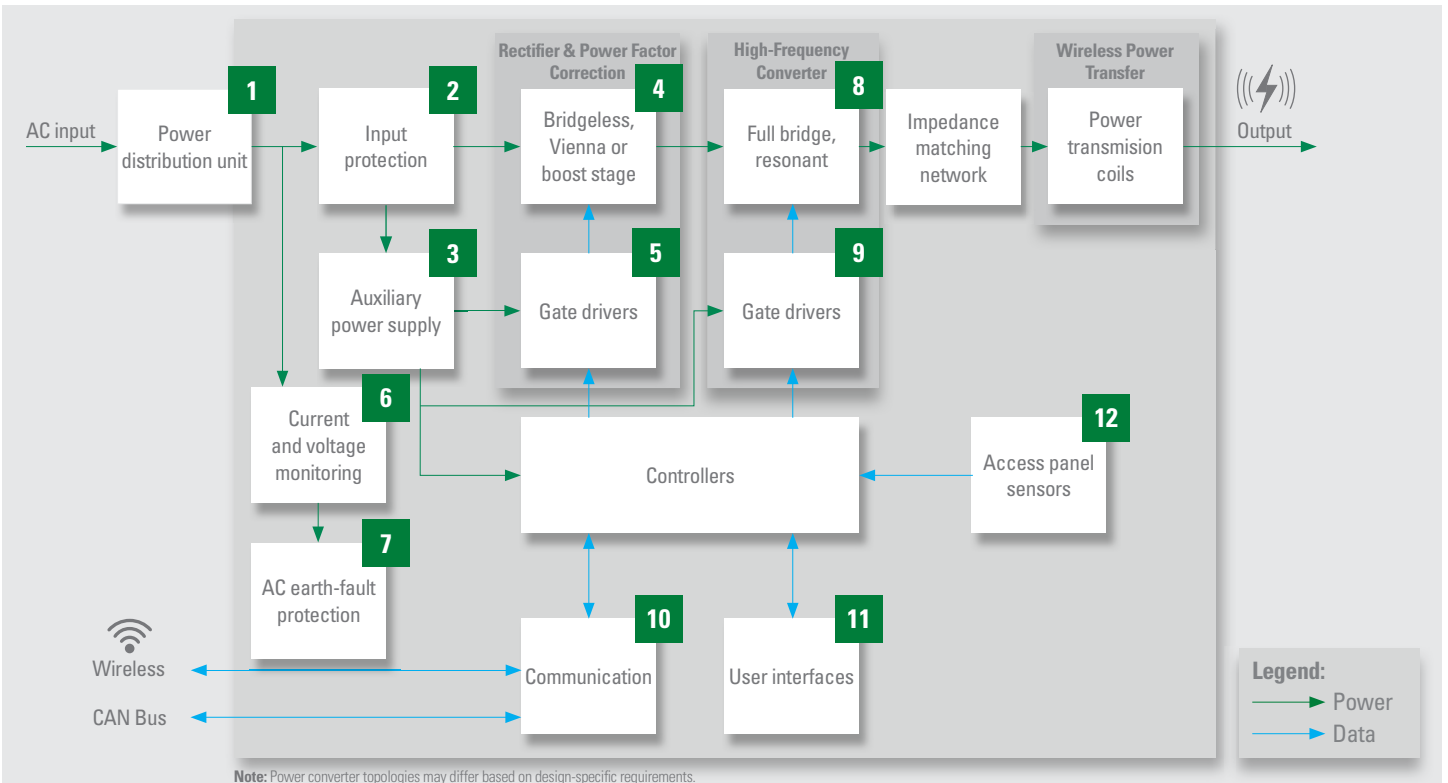 Rectifier & Power Factor
Correction
High-Frequency
Converter
Wireless Power
Transfer
1
2
4
8
AC input
Power
distribution unit
Input
protection
Bridgeless,
Vienna or
boost stage
Full bridge,
resonant
Impedance
matching
network
Power
transmision
coils
Output
3
5
9
Auxiliary
power supply
Gate drivers
Gate drivers
6
Current
and voltage
monitoring
Controllers
12
Access panel
sensors
7
AC earth-fault
protection
10
11
Wireless
CAN Bus
Communication
User interfaces
Legend:
Power
Data
Note: Power converter topologies may differ based on design-specific requirements.